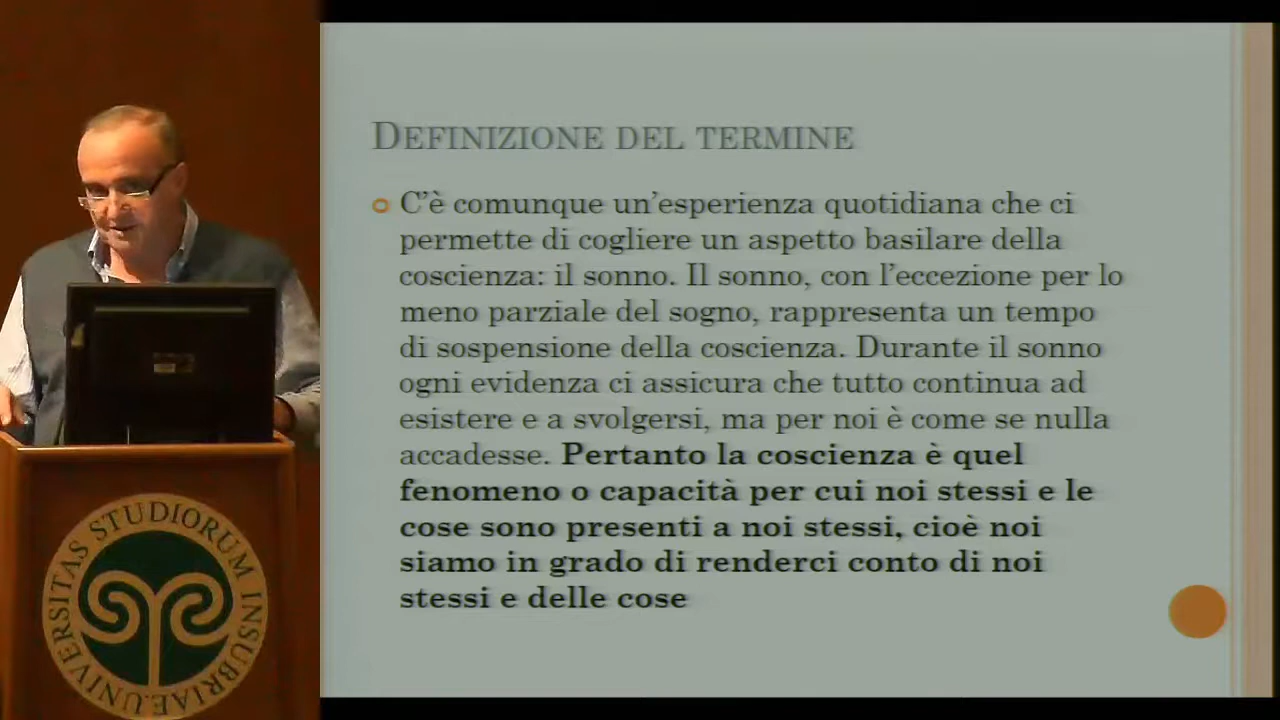 DEFINIZIONE DEL TERMINE
C'è comunque un'esperienza quotidiana che ci
permette di cogliere un aspetto basilare della
coscienza: il sonno. Il sonno, con l'eccezione per lo
meno parziale del sogno, rappresenta un tempo
di sospensione della coscienza. Durante il sonno
ogni evidenza ci assicura che tutto continua ad
esistere e a svolgersi, ma per noi è come se nulla
accadesse. Pertanto la coscienza è quel
fenomeno o capacità per cui noi stessi e le
cose sono presenti a noi stessi, cioè noi
siamo in grado di renderci conto di noi
stessi e delle cose
UNIVERSITAS STUDIORUM INSUBRIAE